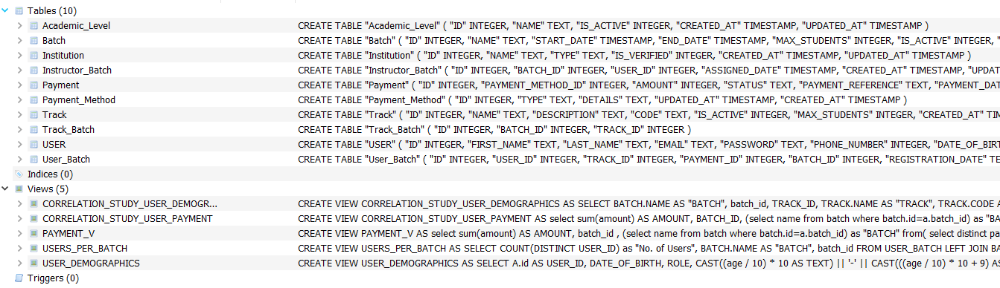 Tables (10)
Academic_Level CREATE TABLE "Academic_Level" ( "ID" INTEGER, "NAME" TEXT, "IS_ACTIVE" INTEGER, "CREATED_AT" TIMESTAMP, "UPDATED_AT" TIMESTAMP )
Batch CREATE TABLE "Batch" ( "ID" INTEGER, "NAME" TEXT, "START_DATE" TIMESTAMP, "END_DATE" TIMESTAMP, "MAX_STUDENTS" INTEGER, "IS_ACTIVE" INTEGER, "
Institution CREATE TABLE "Institution" ( "ID" INTEGER, "NAME" TEXT, "TYPE" TEXT, "IS_VERIFIED" INTEGER, "CREATED_AT" TIMESTAMP, "UPDATED_AT" TIMESTAMP )
Instructor_Batch CREATE TABLE "Instructor_Batch" ( "ID" INTEGER, "BATCH_ID" INTEGER, "USER_ID" INTEGER, "ASSIGNED_DATE" TIMESTAMP, "CREATED_AT" TIMESTAMP, "UPDAT
Payment CREATE TABLE "Payment" ( "ID" INTEGER, "PAYMENT_METHOD_ID" INTEGER, "AMOUNT" INTEGER, "STATUS" TEXT, "PAYMENT_REFERENCE" TEXT, "PAYMENT_DAT
Payment_Method CREATE TABLE "Payment_Method" ( "ID" INTEGER, "TYPE" TEXT, "DETAILS" TEXT, "UPDATED_AT" TIMESTAMP, "CREATED_AT" TIMESTAMP )
Track CREATE TABLE "Track" ( "ID" INTEGER, "NAME" TEXT, "DESCRIPTION" TEXT, "CODE" TEXT, "IS_ACTIVE" INTEGER, "MAX_STUDENTS" INTEGER, "CREATED_AT" TIM
Track_Batch CREATE TABLE "Track_Batch" ( "ID" INTEGER, "BATCH_ID" INTEGER, "TRACK_ID" INTEGER )
USER CREATE TABLE "USER" ( "ID" INTEGER, "FIRST_NAME" TEXT, "LAST_NAME" TEXT, "EMAIL" TEXT, "PASSWORD" TEXT, "PHONE_NUMBER" INTEGER, "DATE_OF_BIRT
User_Batch CREATE TABLE "User_Batch" ( "ID" INTEGER, "USER_ID" INTEGER, "TRACK_ID" INTEGER, "PAYMENT_ID" INTEGER, "BATCH_ID" INTEGER, "REGISTRATION_DATE" TE
Indices (0)
Views (5)
CORRELATION_STUDY_USER_DEMOGR... CREATE VIEW CORRELATION_STUDY_USER_DEMOGRAPHICS AS SELECT BATCH.NAME AS "BATCH", batch_id, TRACK_ID, TRACK.NAME AS "TRACK", TRACK.CODE A
CORRELATION_STUDY_USER_PAYMENT CREATE VIEW CORRELATION_STUDY_USER_PAYMENT AS select sum(amount) AS AMOUNT, BATCH_ID, (select name from batch where batch.id=a.batch_id) as "BA
PAYMENT_V CREATE VIEW PAYMENT_V AS select sum(amount) AS AMOUNT, batch_id , (select name from batch where batch.id=a.batch_id) as "BATCH" from( select distinct pa
USERS_PER_BATCH CREATE VIEW USERS_PER_BATCH AS SELECT COUNT(DISTINCT USER_ID) as "No. of Users", BATCH.NAME AS "BATCH", batch_id FROM USER_BATCH LEFT JOIN BA
USER_DEMOGRAPHICS CREATE VIEW USER_DEMOGRAPHICS AS SELECT A.id AS USER_ID, DATE_OF_BIRTH, ROLE, CAST((age / 10) * 10 AS TEXT) || '-' || CAST(((age / 10) * 10 + 9) AS
Triggers (0)